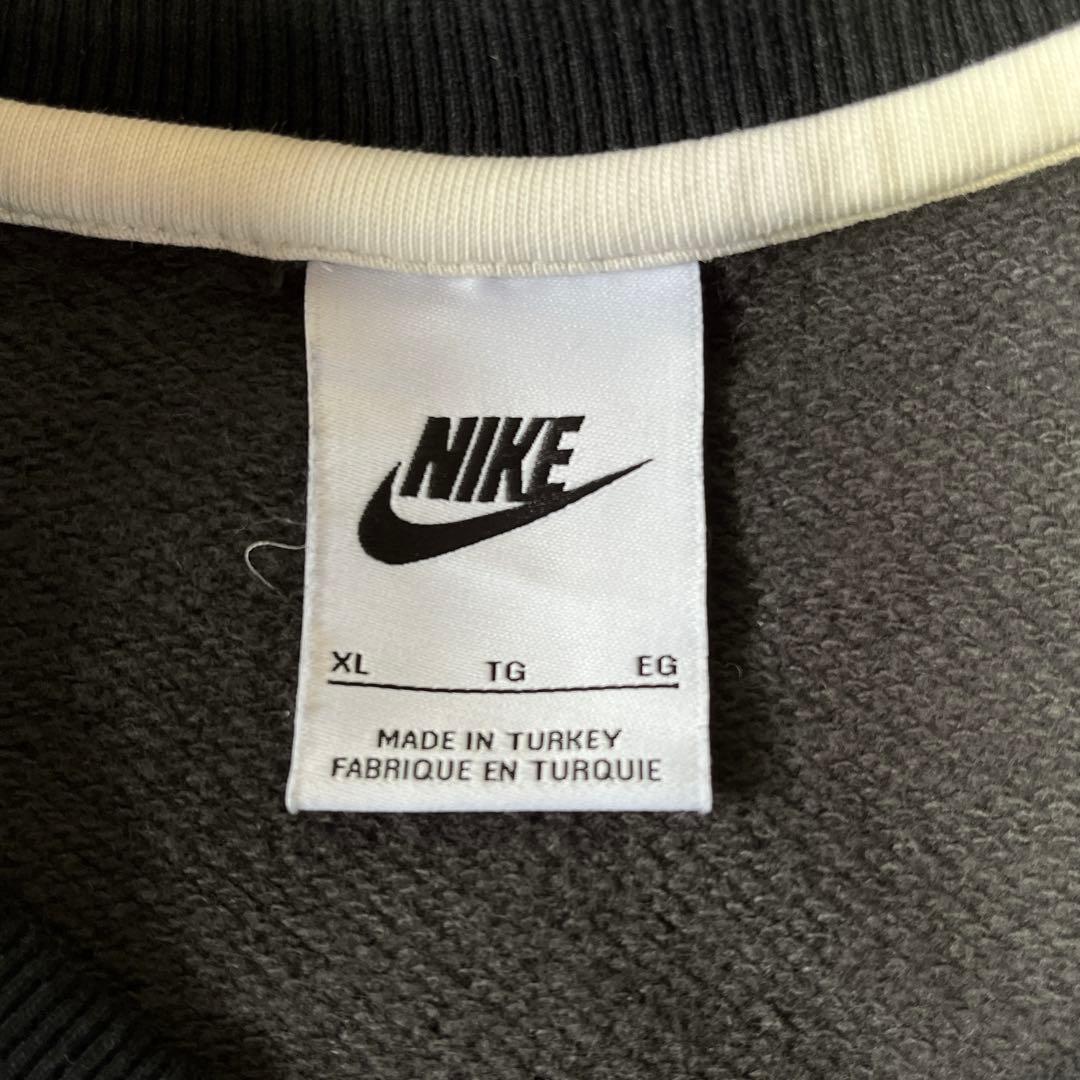 NIKE
XL TG EG
MADE IN TURKEY
FABRIQUE EN TURQUIE